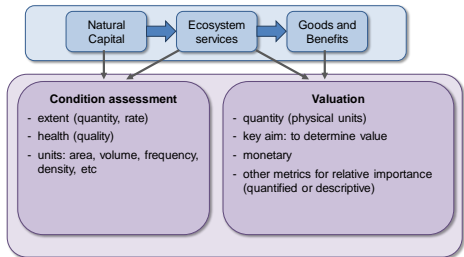 Natural
Capital
Ecosystem
services
Goods and
Benefits
Condition assessment
- extent (quantity, rate)
- health (quality)
- units: area, volume, frequency,
density, etc
Valuation
- quantity (physical units)
- key aim: to determine value
- monetary
- other metrics for relative importance
(quantified or descriptive)